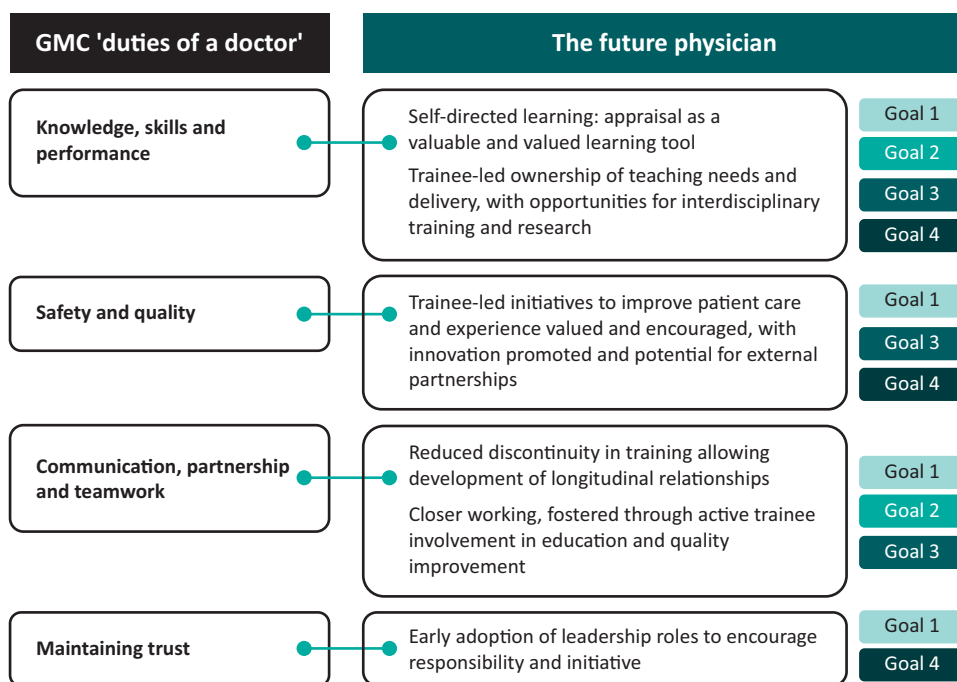 GMC 'duties of a doctor'
The future physician
Knowledge, skills and
performance
Self-directed learning: appraisal as a
valuable and valued learning tool
Trainee-led ownership of teaching needs and
delivery, with opportunities for interdisciplinary
training and research
Goal 1
Goal 2
Goal 3
Goal 4
Safety and quality
Trainee-led initiatives to improve patient care
and experience valued and encouraged, with
innovation promoted and potential for external
partnerships
Goal 1
Goal 3
Goal 4
Communication, partnership
and teamwork
Reduced discontinuity in training allowing
development of longitudinal relationships
Closer working, fostered through active trainee
involvement in education and quality
improvement
Goal 1
Goal 2
Goal 3
Maintaining trust
Early adoption of leadership roles to encourage
responsibility and initiative
Goal 1
Goal 4